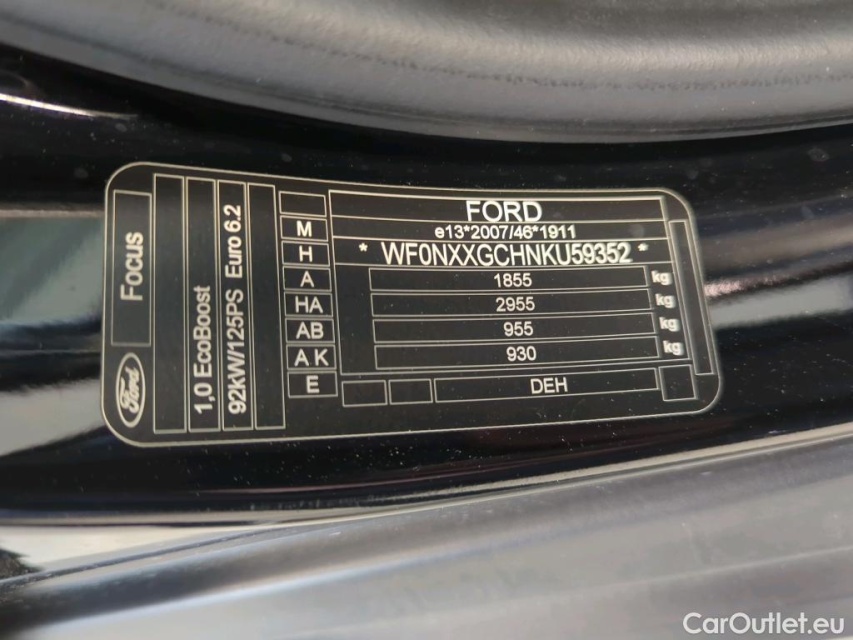 Focus
Ford
1,0 EcoBoost
92kW/125PS Euro 6.2
M
H
A
HA
AB
A K
E
FORD
e13*2007/46*1911
* WF0NXXGCHNKU59352 *
1855 kg
2955 kg
955 kg
930 kg
DEH
CarOutlet.eu